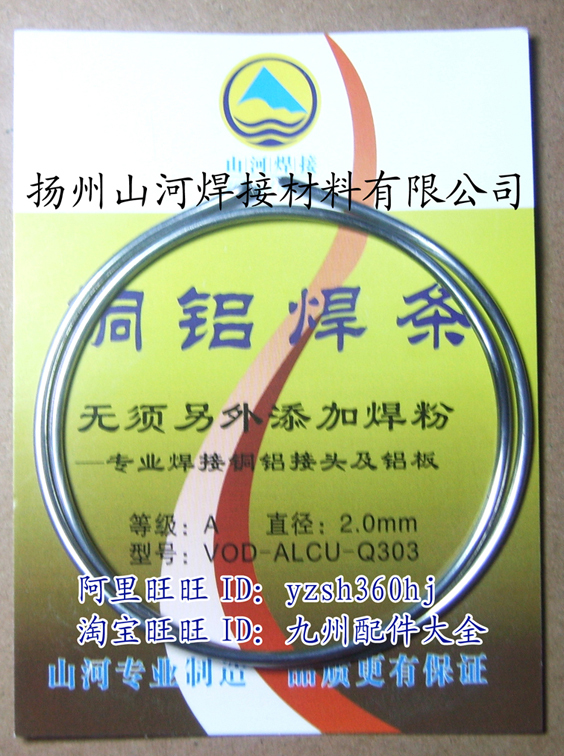 山河焊接
扬州山河焊接材料有限公司
铜铝焊条
无须另外添加焊粉
—专业焊接铜铝接头及铝板
等级：A 直径：2.0mm
型号：VOD-ALCU-Q303
阿里旺旺ID：yzsh360hj
淘宝旺旺ID：九州配件大全
山河专业制造 品质更有保证